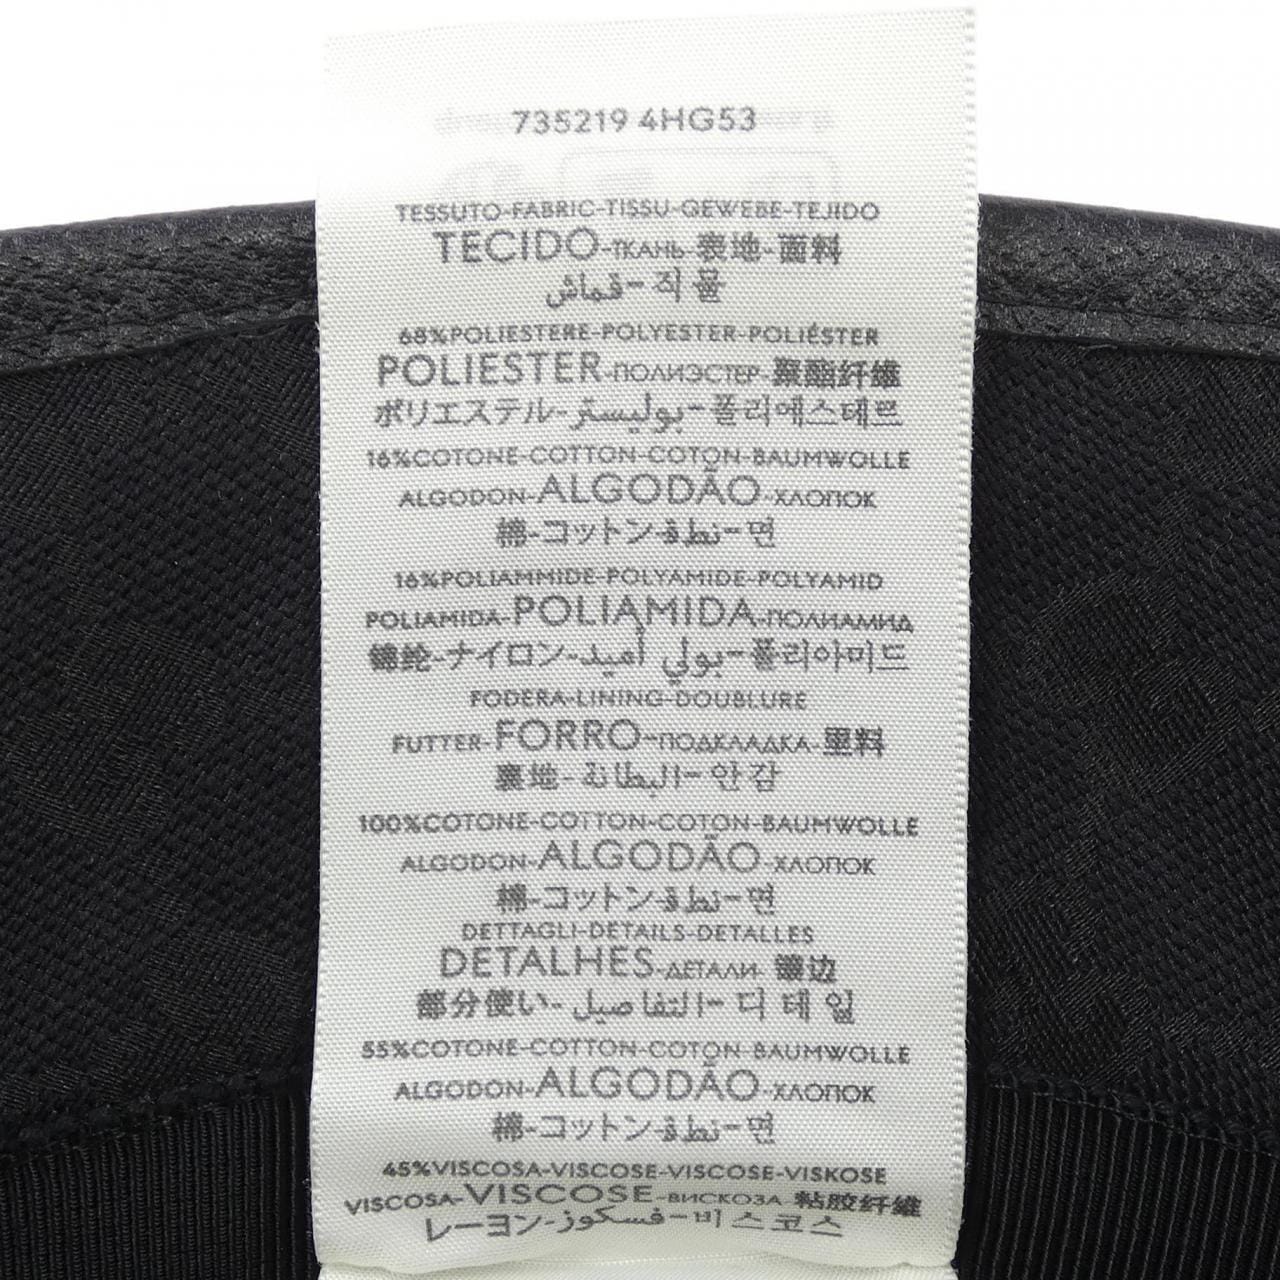 735219 4HG53
TESSUTO-FABRIC-TISSU-GEWEBE-TEJIDO
TECIDO-ТКАНЬ 表地-面料
قماش-직 물
68%POLIESTERE-POLYESTER-POLIÉSTER
POLIESTER-ПОЛИЭСТЕР-聚酯纤维
ポリエステル-بوليستر-폴리에스테르
16%COTONE-COTTON-COTON-BAUMWOLLE
ALGODON-ALGODÃO-ХЛОПОК
棉-コットン-نطة-면
16%POLIAMMIDE-POLYAMIDE-POLYAMID
POLIAMIDA-POLIAMIDA-ПОЛИАМИД
锦纶-ナイロン-بولي أميد-폴리아미드
FODERA-LINING-DOUBLURE
FUTTER-FORRO-ПОДКЛАДКА-里料
裏地-البطانة-안 감
100%COTONE-COTTON-COTON-BAUMWOLLE
ALGODON-ALGODÃO-ХЛОПОК
棉-コットン-نطة-면
DETTAGLI-DETAILS-DETALLES
DETALHES-ДЕТАЛИ-镶边
部分使い-التفاصيل-디 테 일
55%COTONE-COTTON-COTON-BAUMWOLLE
ALGODON-ALGODÃO-ХЛОПОК
棉-コットン-نطة-면
45%VISCOSA-VISCOSE-VISCOSE-VISKOSE
VISCOSA-VISCOSE-ВИСКОЗА 粘胶纤维
レーヨン-فسكوز-비 스 코 스